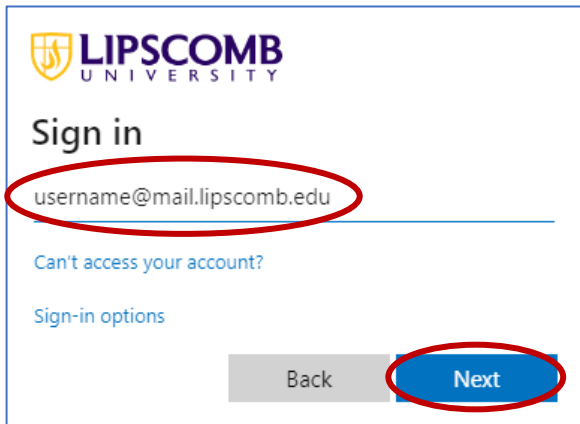 LIPSCOMB
UNIVERSITY
Sign in
username@mail.lipscomb.edu
Can't access your account?
Sign-in options
Back Next